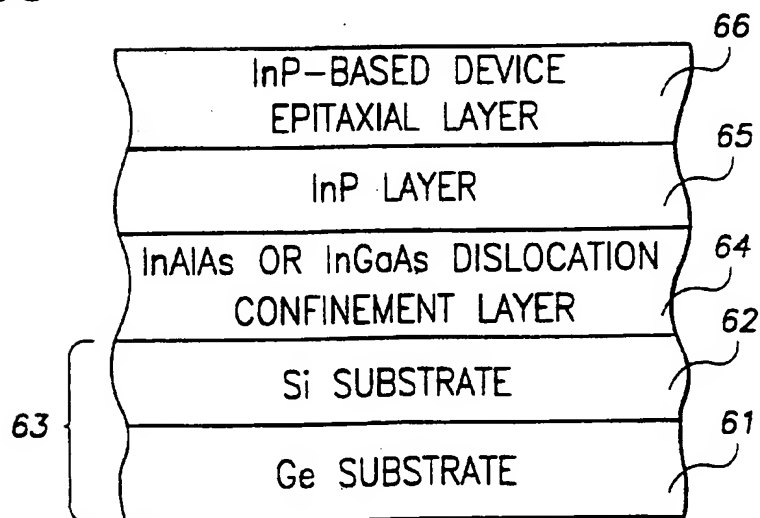 66
InP-BASED DEVICE
EPITAXIAL LAYER
65
InP LAYER
64
InAlAs OR InGaAs DISLOCATION
CONFINEMENT LAYER
62
Si SUBSTRATE
63
61
Ge SUBSTRATE